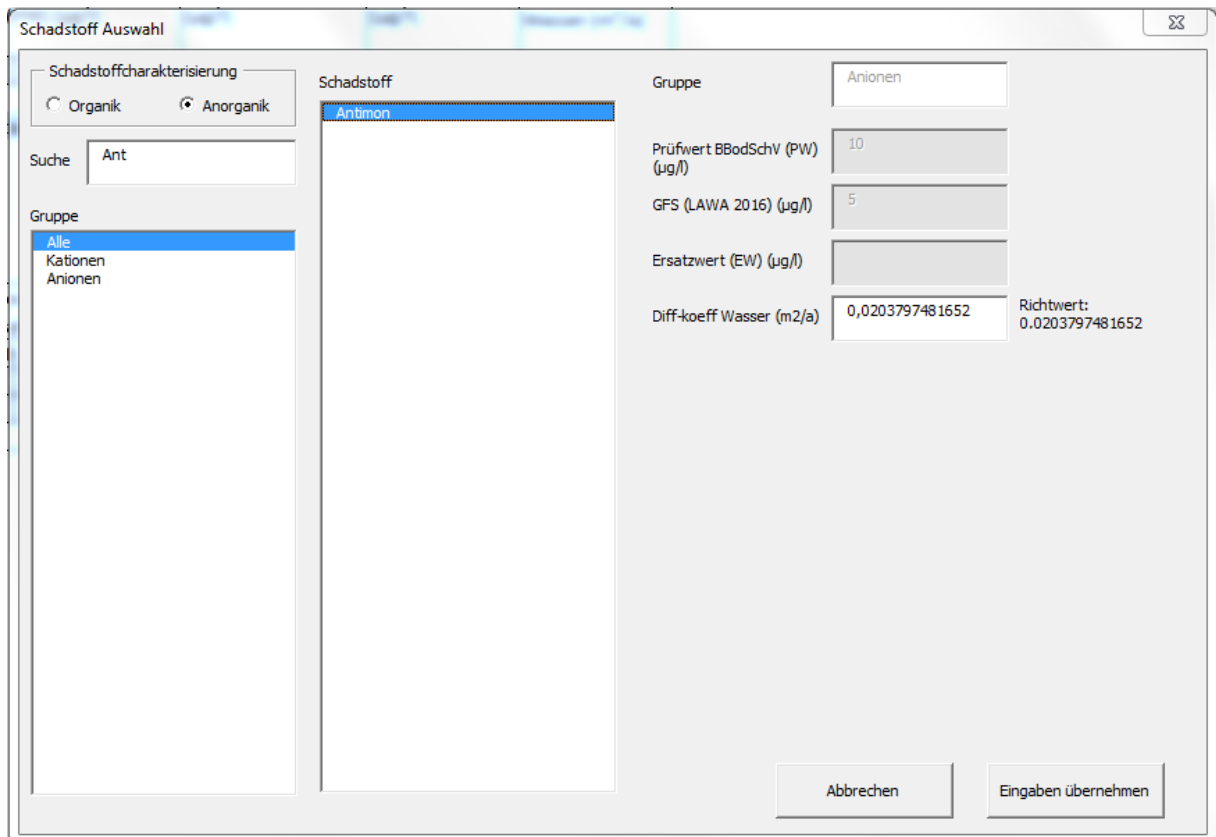 Schadstoff Auswahl
Schadstoffcharakterisierung
Organik
Anorganik
Suche
Ant
Gruppe
Alle
Kationen
Anionen
Schadstoff
Antimon
Gruppe
Anionen
Prüfwert BBodSchV (PW)
(µg/l)
10
GFS (LAWA 2016) (µg/l)
5
Ersatzwert (EW) (µg/l)
Diff-koeff Wasser (m2/a)
0,0203797481652
Richtwert:
0.0203797481652
Abbrechen
Eingaben übernehmen